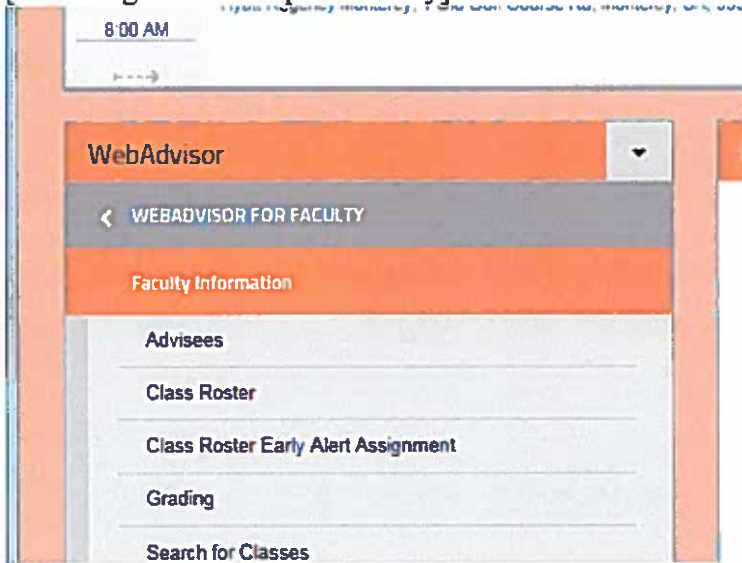 8:00 AM
WebAdvisor
WEBADVISOR FOR FACULTY
Faculty Information
Advisees
Class Roster
Class Roster Early Alert Assignment
Grading
Search for Classes